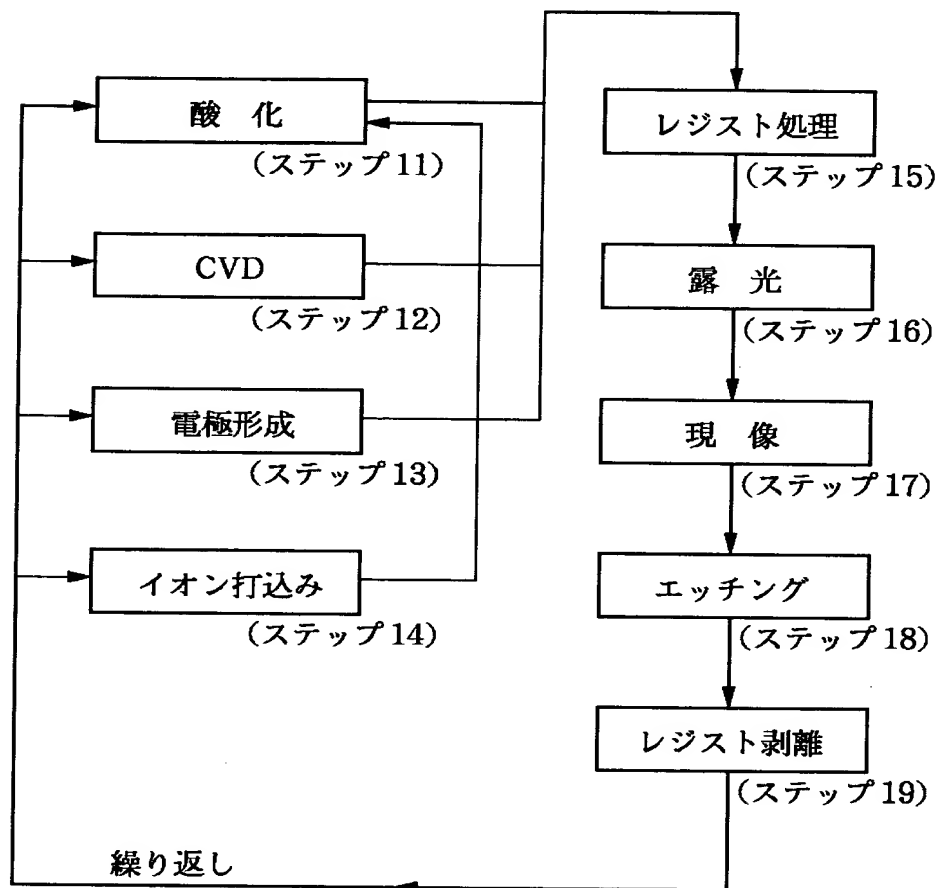 酸 化
(ステップ11)
CVD
(ステップ12)
電極形成
(ステップ13)
イオン打込み
(ステップ14)
レジスト処理
(ステップ15)
露 光
(ステップ16)
現 像
(ステップ17)
エッチング
(ステップ18)
レジスト剥離
(ステップ19)
繰り返し